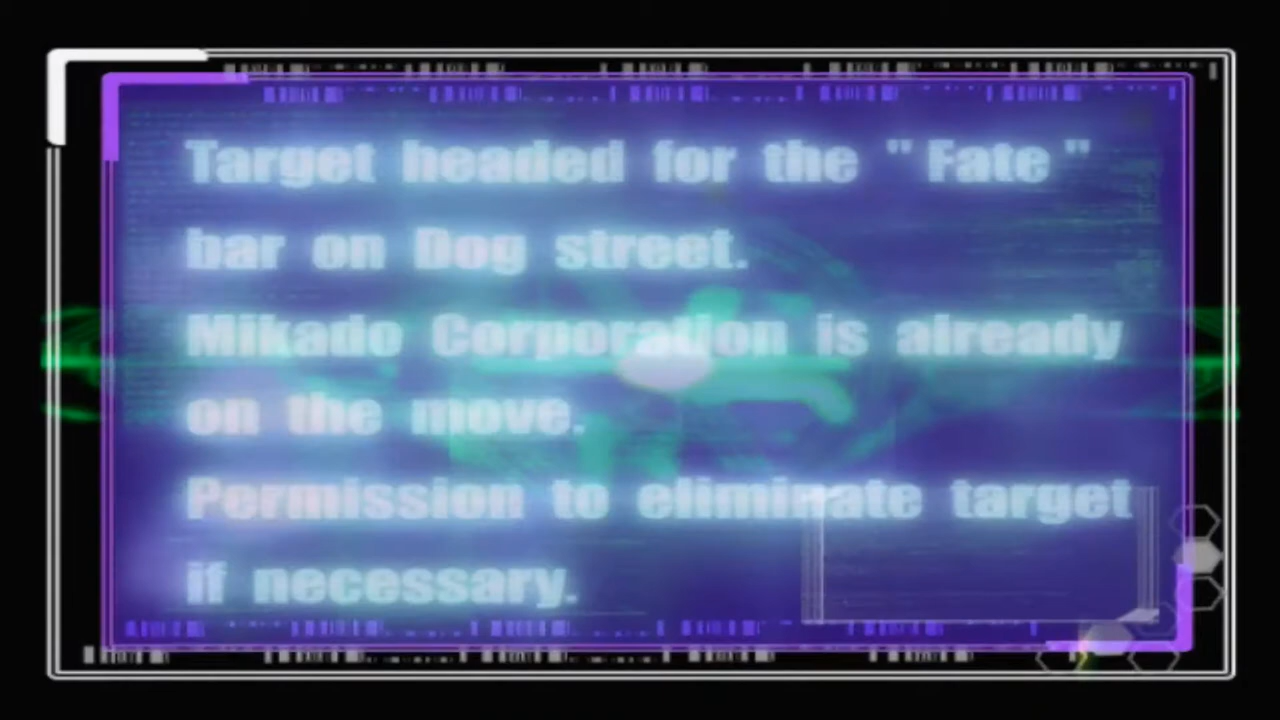 Target headed for the "Fate"
bar on Dog street.
Mikado Corporation is already
on the move.
Permission to eliminate target
if necessary.